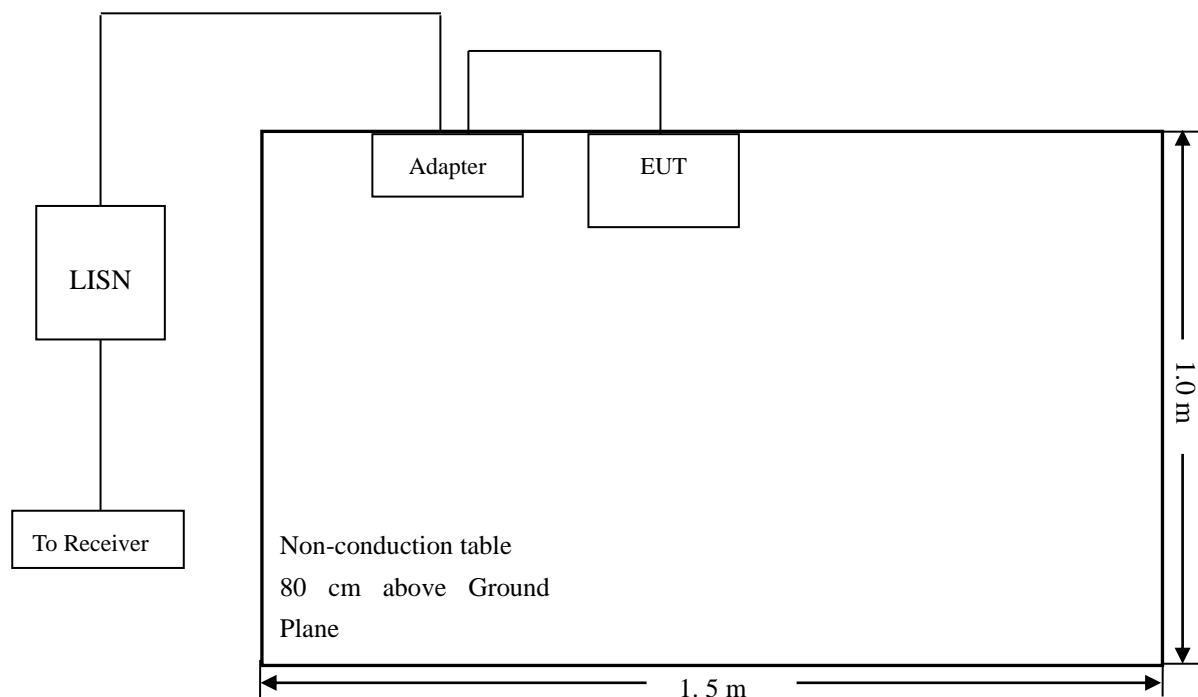 Adapter
EUT
LISN
1.0 m
To Receiver
Non-conduction table
80 cm above Ground
Plane
1. 5 m